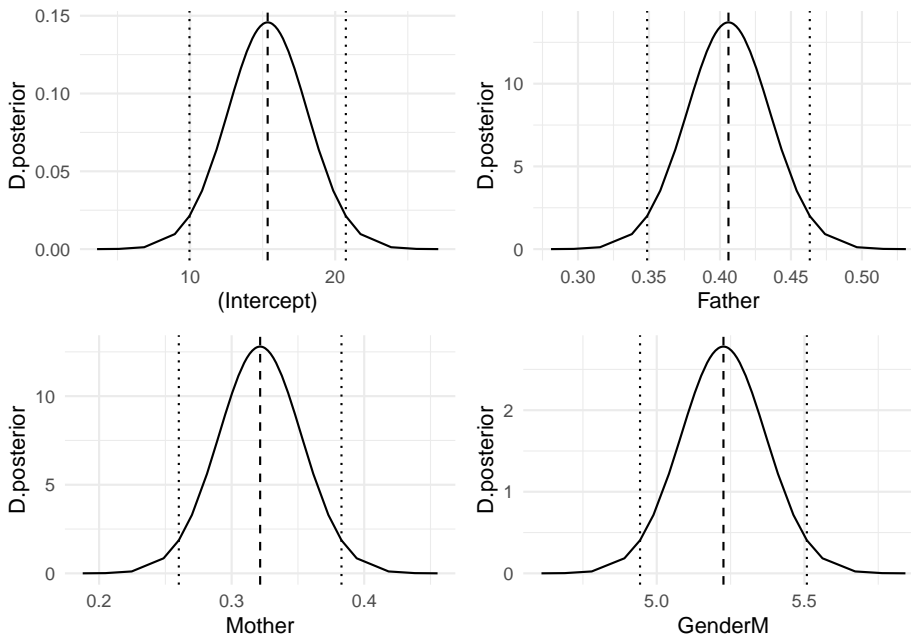 D.posterior
0.15
0.10
0.05
0.00
10 20
(Intercept)
D.posterior
10
5
0
0.30 0.35 0.40 0.45 0.50
Father
D.posterior
10
5
0
0.2 0.3 0.4
Mother
D.posterior
2
1
0
5.0 5.5
GenderM